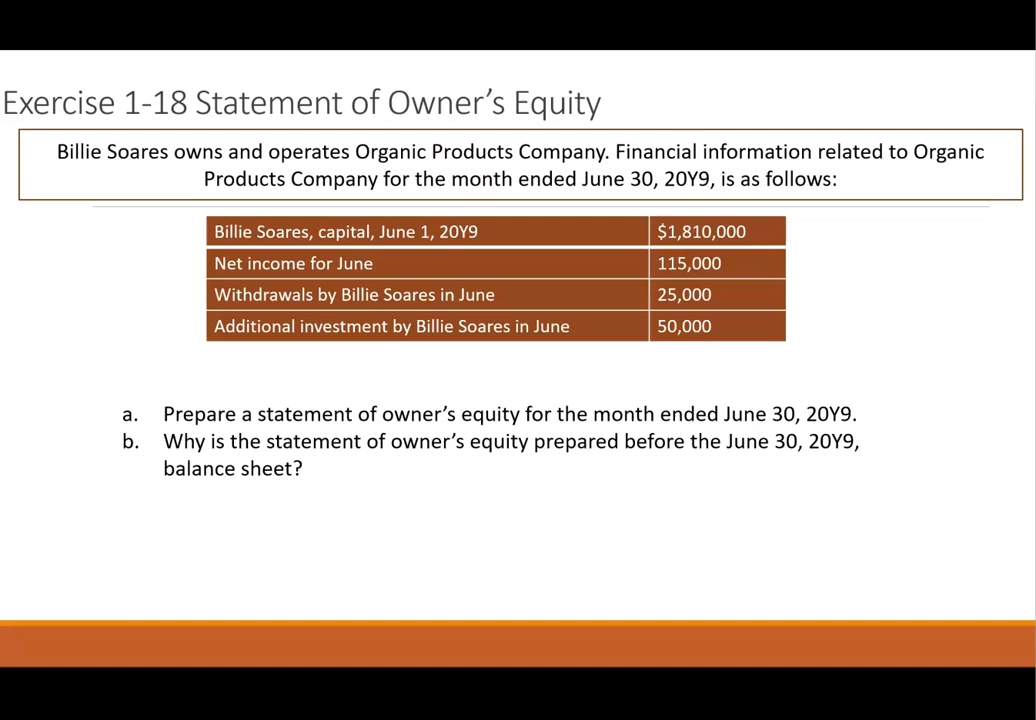 Exercise 1-18 Statement of Owner’s Equity
Billie Soares owns and operates Organic Products Company. Financial information related to Organic
Products Company for the month ended June 30, 20Y9, is as follows:
Billie Soares, capital, June 1, 20Y9 $1,810,000
Net income for June 115,000
Withdrawals by Billie Soares in June 25,000
Additional investment by Billie Soares in June 50,000
a. Prepare a statement of owner’s equity for the month ended June 30, 20Y9.
b. Why is the statement of owner’s equity prepared before the June 30, 20Y9,
balance sheet?